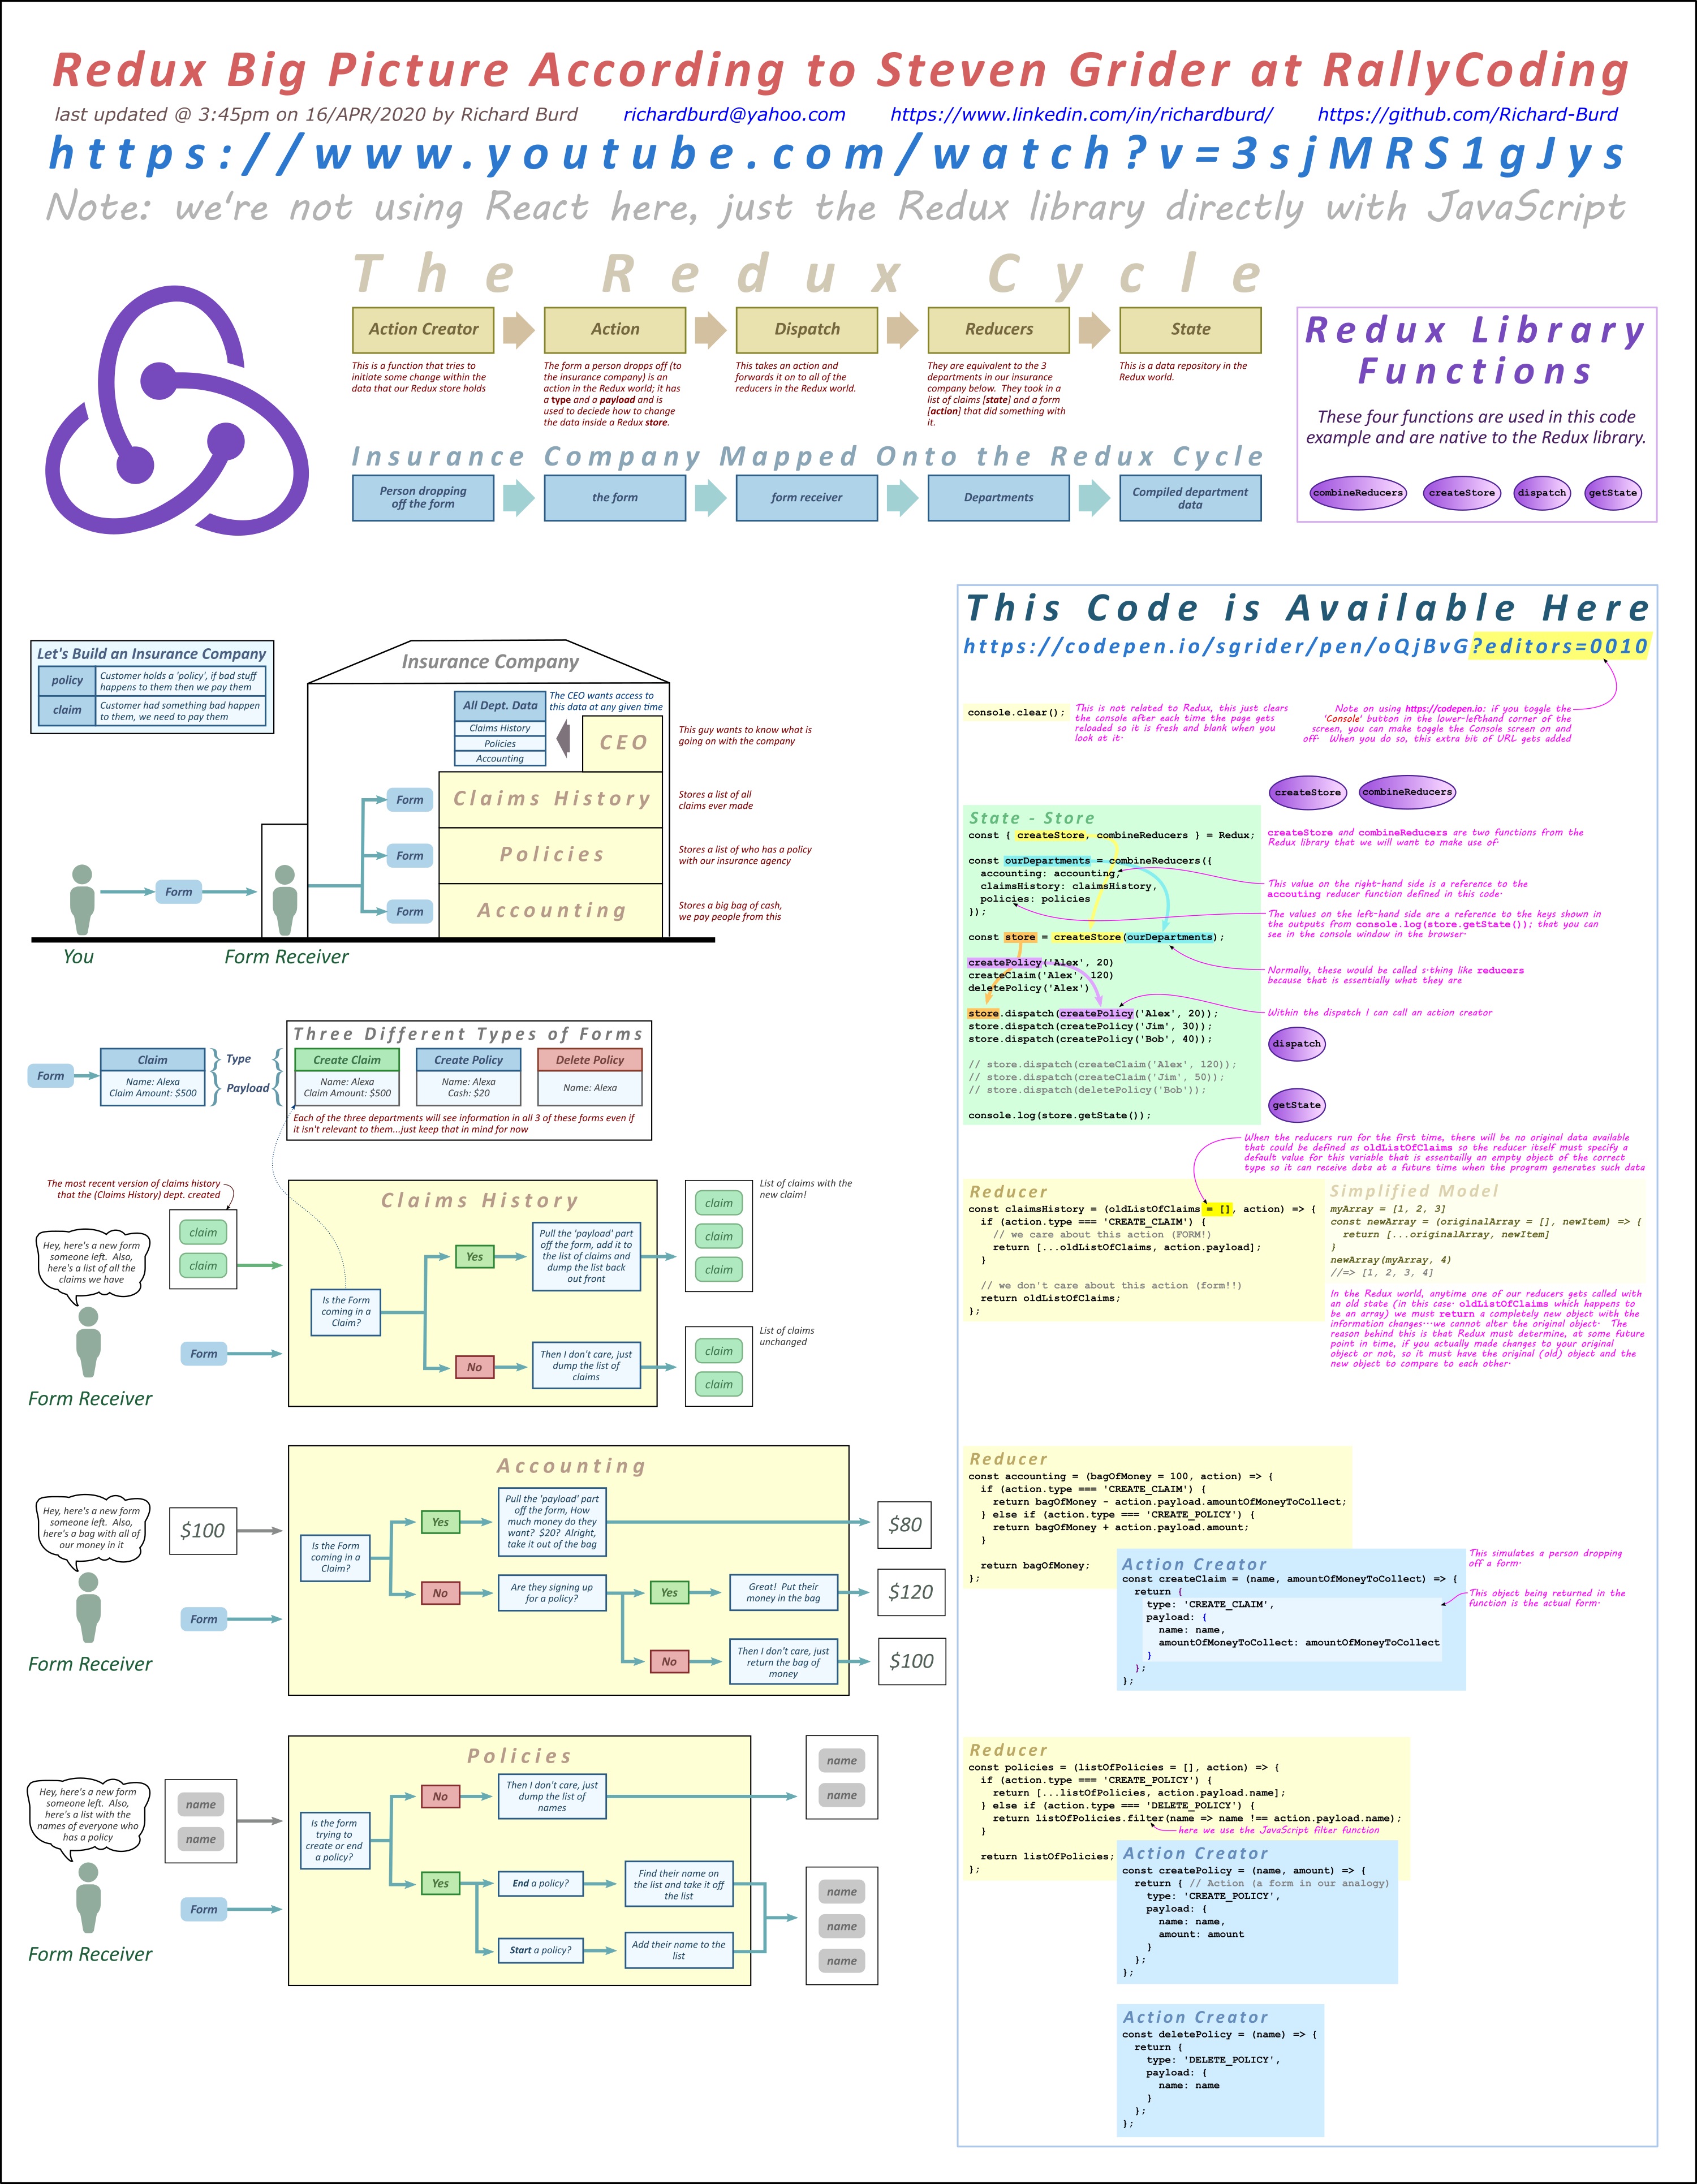 Redux Big Picture According to Steven Grider at RallyCoding
last updated @ 3:45pm on 16/APR/2020 by Richard Burd richardburd@yahoo.com https://www.linkedin.com/in/richardburd/ https://github.com/Richard-Burd
https://www.youtube.com/watch?v=3sjMRS1gJys
Note: we're not using React here, just the Redux library directly with JavaScript
The Redux Cycle
Action Creator
This is a function that tries to
initiate some change within the
data that our Redux store holds
Action
The form a person dropps off (to
the insurance company) is an
action in the Redux world; it has
a type and a payload and is
used to deciede how to change
the data inside a Redux store.
Dispatch
This takes an action and
forwards it on to all of the
reducers in the Redux world.
Reducers
They are equivalent to the 3
departments in our insurance
company below. They took in a
list of claims [state] and a form
[action] that did something with
it.
State
This is a data repository in the
Redux world.
Insurance Company Mapped Onto the Redux Cycle
Person dropping
off the form
the form
form receiver
Departments
Compiled department
data
Redux Library
Functions
These four functions are used in this code
example and are native to the Redux library.
combineReducers createStore dispatch getState
Let's Build an Insurance Company
policy
Customer holds a 'policy', if bad stuff
happens to them then we pay them
claim
Customer had something bad happen
to them, we need to pay them
Insurance Company
All Dept. Data
Claims History
Policies
Accounting
The CEO wants access to
this data at any given time
CEO
This guy wants to know what is
going on with the company
Form
Claims History
Stores a list of all
claims ever made
Form
Policies
Stores a list of who has a policy
with our insurance agency
Form
Form
Accounting
Stores a big bag of cash,
we pay people from this
You
Form Receiver
Form
Claim
Name: Alexa
Claim Amount: $500
Type
Payload
Three Different Types of Forms
Create Claim
Name: Alexa
Claim Amount: $500
Create Policy
Name: Alexa
Cash: $20
Delete Policy
Name: Alexa
Each of the three departments will see information in all 3 of these forms even if
it isn't relevant to them...just keep that in mind for now
The most recent version of claims history
that the (Claims History) dept. created
claim
claim
Hey, here's a new form
someone left. Also,
here's a list of all the
claims we have
Form
Form Receiver
Claims History
Is the Form
coming in a
Claim?
Yes
Pull the 'payload' part
off the form, add it to
the list of claims and
dump the list back
out front
claim
claim
claim
List of claims with the
new claim!
No
Then I don't care, just
dump the list of
claims
claim
claim
List of claims
unchanged
Hey, here's a new form
someone left. Also,
here's a bag with all of
our money in it
$100
Form
Form Receiver
Accounting
Is the Form
coming in a
Claim?
Yes
Pull the 'payload' part
off the form, How
much money do they
want? $20? Alright,
take it out of the bag
$80
No
Are they signing up
for a policy?
Yes
Great! Put their
money in the bag
$120
No
Then I don't care, just
return the bag of
money
$100
Hey, here's a new form
someone left. Also,
here's a list with the
names of everyone who
has a policy
name
name
Form
Form Receiver
Policies
Is the form
trying to
create or end
a policy?
No
Then I don't care, just
dump the list of
names
name
name
Yes
End a policy?
Find their name on
the list and take it off
the list
Start a policy?
Add their name to the
list
name
name
name
This Code is Available Here
https://codepen.io/sgrider/pen/oQjBvG?editors=0010
console.clear();
This is not related to Redux, this just clears
the console after each time the page gets
reloaded so it is fresh and blank when you
look at it.
Note on using https://codepen.io: if you toggle the
'Console' button in the lower-lefthand corner of the
screen, you can make toggle the Console screen on and
off. When you do so, this extra bit of URL gets added
createStore combineReducers
State - Store
const { createStore, combineReducers } = Redux;
const ourDepartments = combineReducers({
accounting: accounting,
claimsHistory: claimsHistory,
policies: policies
});
const store = createStore(ourDepartments);
createPolicy('Alex', 20)
createClaim('Alex', 120)
deletePolicy('Alex')
store.dispatch(createPolicy('Alex', 20));
store.dispatch(createPolicy('Jim', 30));
store.dispatch(createPolicy('Bob', 40));
// store.dispatch(createClaim('Alex', 120));
// store.dispatch(createClaim('Jim', 50));
// store.dispatch(deletePolicy('Bob'));
console.log(store.getState());
createStore and combineReducers are two functions from the
Redux library that we will want to make use of.
This value on the right-hand side is a reference to the
accouting reducer function defined in this code.
The values on the left-hand side are a reference to the keys shown in
the outputs from console.log(store.getState()); that you can
see in the console window in the browser.
Normally, these would be called s.thing like reducers
because that is essentially what they are
Within the dispatch I can call an action creator
dispatch
getState
When the reducers run for the first time, there will be no original data available
that could be defined as oldListOfClaims so the reducer itself must specify a
default value for this variable that is essentailly an empty object of the correct
type so it can receive data at a future time when the program generates such data
Reducer
const claimsHistory = (oldListOfClaims = [], action) => {
if (action.type === 'CREATE_CLAIM') {
// we care about this action (FORM!)
return [...oldListOfClaims, action.payload];
}
// we don't care about this action (form!!)
return oldListOfClaims;
};
Simplified Model
myArray = [1, 2, 3]
const newArray = (originalArray = [], newItem) => {
return [...originalArray, newItem]
}
newArray(myArray, 4)
//=> [1, 2, 3, 4]
In the Redux world, anytime one of our reducers gets called with
an old state (in this case. oldListOfClaims which happens to
be an array) we must return a completely new object with the
information changes...we cannot alter the original object. The
reason behind this is that Redux must determine, at some future
point in time, if you actually made changes to your original
object or not, so it must have the original (old) object and the
new object to compare to each other.
Reducer
const accounting = (bagOfMoney = 100, action) => {
if (action.type === 'CREATE_CLAIM') {
return bagOfMoney - action.payload.amountOfMoneyToCollect;
} else if (action.type === 'CREATE_POLICY') {
return bagOfMoney + action.payload.amount;
}
return bagOfMoney;
};
Action Creator
const createClaim = (name, amountOfMoneyToCollect) => {
return {
type: 'CREATE_CLAIM',
payload: {
name: name,
amountOfMoneyToCollect: amountOfMoneyToCollect
}
};
};
This simulates a person dropping
off a form.
This object being returned in the
function is the actual form.
Reducer
const policies = (listOfPolicies = [], action) => {
if (action.type === 'CREATE_POLICY') {
return [...listOfPolicies, action.payload.name];
} else if (action.type === 'DELETE_POLICY') {
return listOfPolicies.filter(name => name !== action.payload.name);
}
here we use the JavaScript filter function
return listOfPolicies;
};
Action Creator
const createPolicy = (name, amount) => {
return { // Action (a form in our analogy)
type: 'CREATE_POLICY',
payload: {
name: name,
amount: amount
}
};
};
Action Creator
const deletePolicy = (name) => {
return {
type: 'DELETE_POLICY',
payload: {
name: name
}
};
};